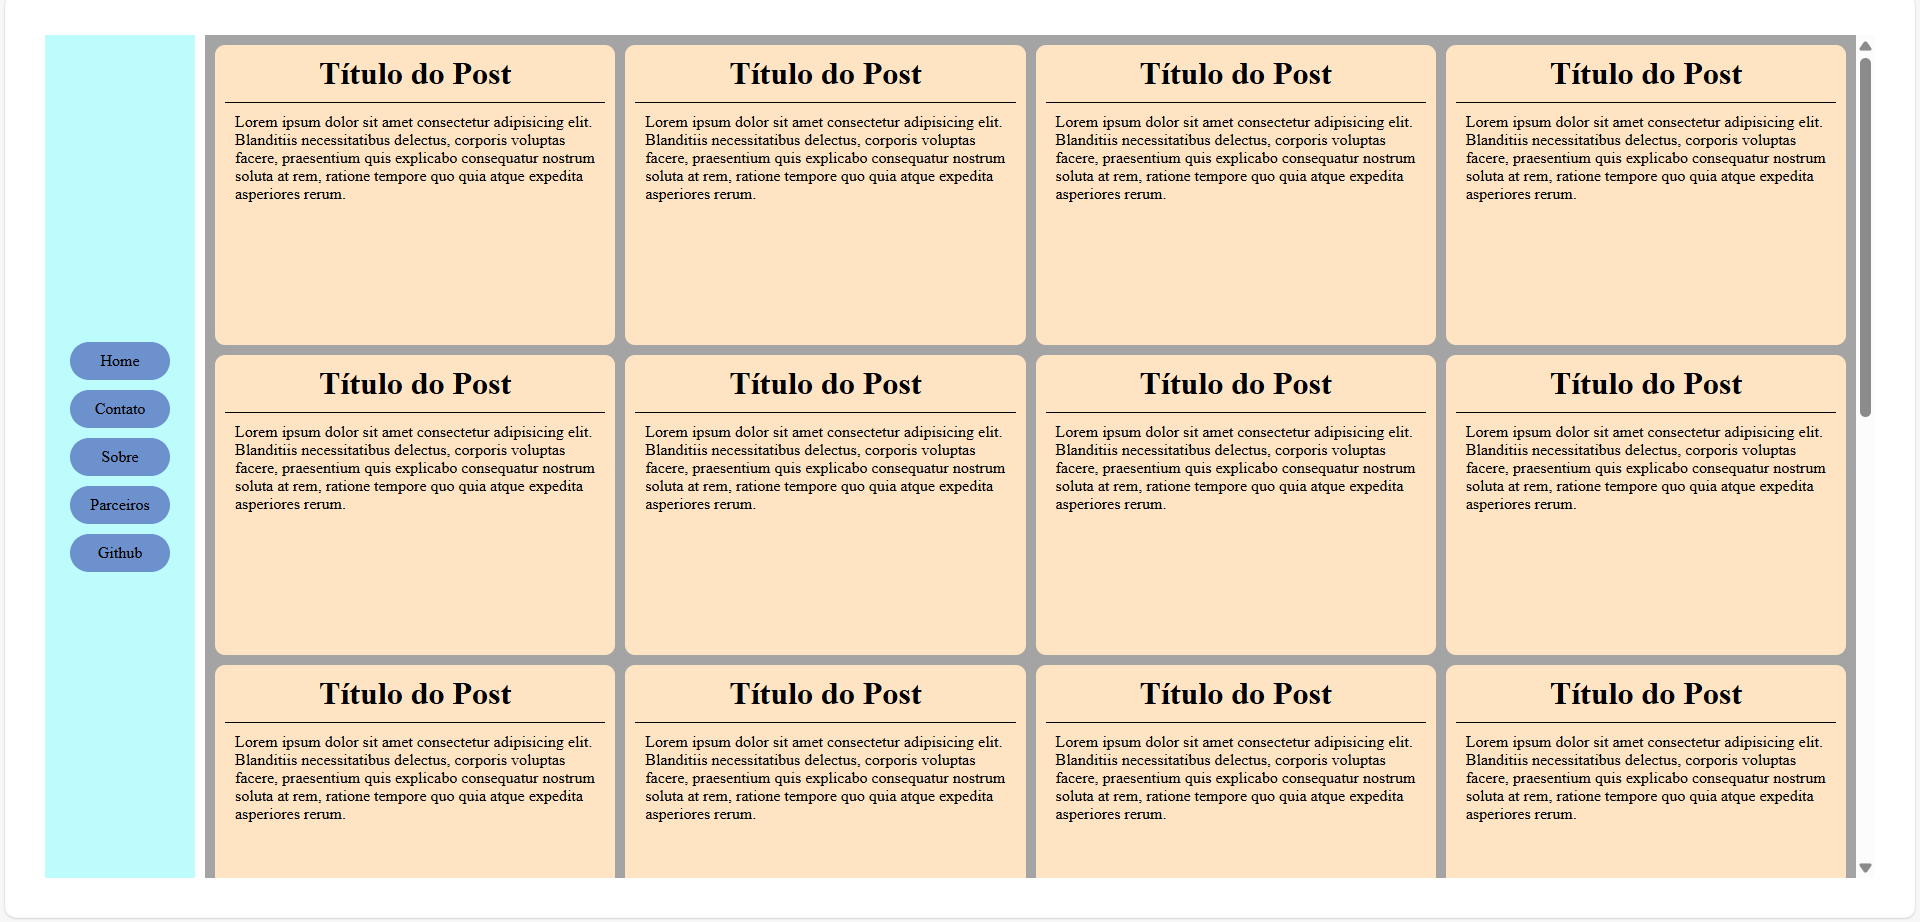 Home
Contato
Sobre
Parceiros
Github
Título do Post
Lorem ipsum dolor sit amet consectetur adipisicing elit.
Blanditiis necessitatibus delectus, corporis voluptas
facere, praesentium quis explicabo consequatur nostrum
soluta at rem, ratione tempore quo quia atque expedita
asperiores rerum.
Título do Post
Lorem ipsum dolor sit amet consectetur adipisicing elit.
Blanditiis necessitatibus delectus, corporis voluptas
facere, praesentium quis explicabo consequatur nostrum
soluta at rem, ratione tempore quo quia atque expedita
asperiores rerum.
Título do Post
Lorem ipsum dolor sit amet consectetur adipisicing elit.
Blanditiis necessitatibus delectus, corporis voluptas
facere, praesentium quis explicabo consequatur nostrum
soluta at rem, ratione tempore quo quia atque expedita
asperiores rerum.
Título do Post
Lorem ipsum dolor sit amet consectetur adipisicing elit.
Blanditiis necessitatibus delectus, corporis voluptas
facere, praesentium quis explicabo consequatur nostrum
soluta at rem, ratione tempore quo quia atque expedita
asperiores rerum.
Título do Post
Lorem ipsum dolor sit amet consectetur adipisicing elit.
Blanditiis necessitatibus delectus, corporis voluptas
facere, praesentium quis explicabo consequatur nostrum
soluta at rem, ratione tempore quo quia atque expedita
asperiores rerum.
Título do Post
Lorem ipsum dolor sit amet consectetur adipisicing elit.
Blanditiis necessitatibus delectus, corporis voluptas
facere, praesentium quis explicabo consequatur nostrum
soluta at rem, ratione tempore quo quia atque expedita
asperiores rerum.
Título do Post
Lorem ipsum dolor sit amet consectetur adipisicing elit.
Blanditiis necessitatibus delectus, corporis voluptas
facere, praesentium quis explicabo consequatur nostrum
soluta at rem, ratione tempore quo quia atque expedita
asperiores rerum.
Título do Post
Lorem ipsum dolor sit amet consectetur adipisicing elit.
Blanditiis necessitatibus delectus, corporis voluptas
facere, praesentium quis explicabo consequatur nostrum
soluta at rem, ratione tempore quo quia atque expedita
asperiores rerum.
Título do Post
Lorem ipsum dolor sit amet consectetur adipisicing elit.
Blanditiis necessitatibus delectus, corporis voluptas
facere, praesentium quis explicabo consequatur nostrum
soluta at rem, ratione tempore quo quia atque expedita
asperiores rerum.
Título do Post
Lorem ipsum dolor sit amet consectetur adipisicing elit.
Blanditiis necessitatibus delectus, corporis voluptas
facere, praesentium quis explicabo consequatur nostrum
soluta at rem, ratione tempore quo quia atque expedita
asperiores rerum.
Título do Post
Lorem ipsum dolor sit amet consectetur adipisicing elit.
Blanditiis necessitatibus delectus, corporis voluptas
facere, praesentium quis explicabo consequatur nostrum
soluta at rem, ratione tempore quo quia atque expedita
asperiores rerum.
Título do Post
Lorem ipsum dolor sit amet consectetur adipisicing elit.
Blanditiis necessitatibus delectus, corporis voluptas
facere, praesentium quis explicabo consequatur nostrum
soluta at rem, ratione tempore quo quia atque expedita
asperiores rerum.